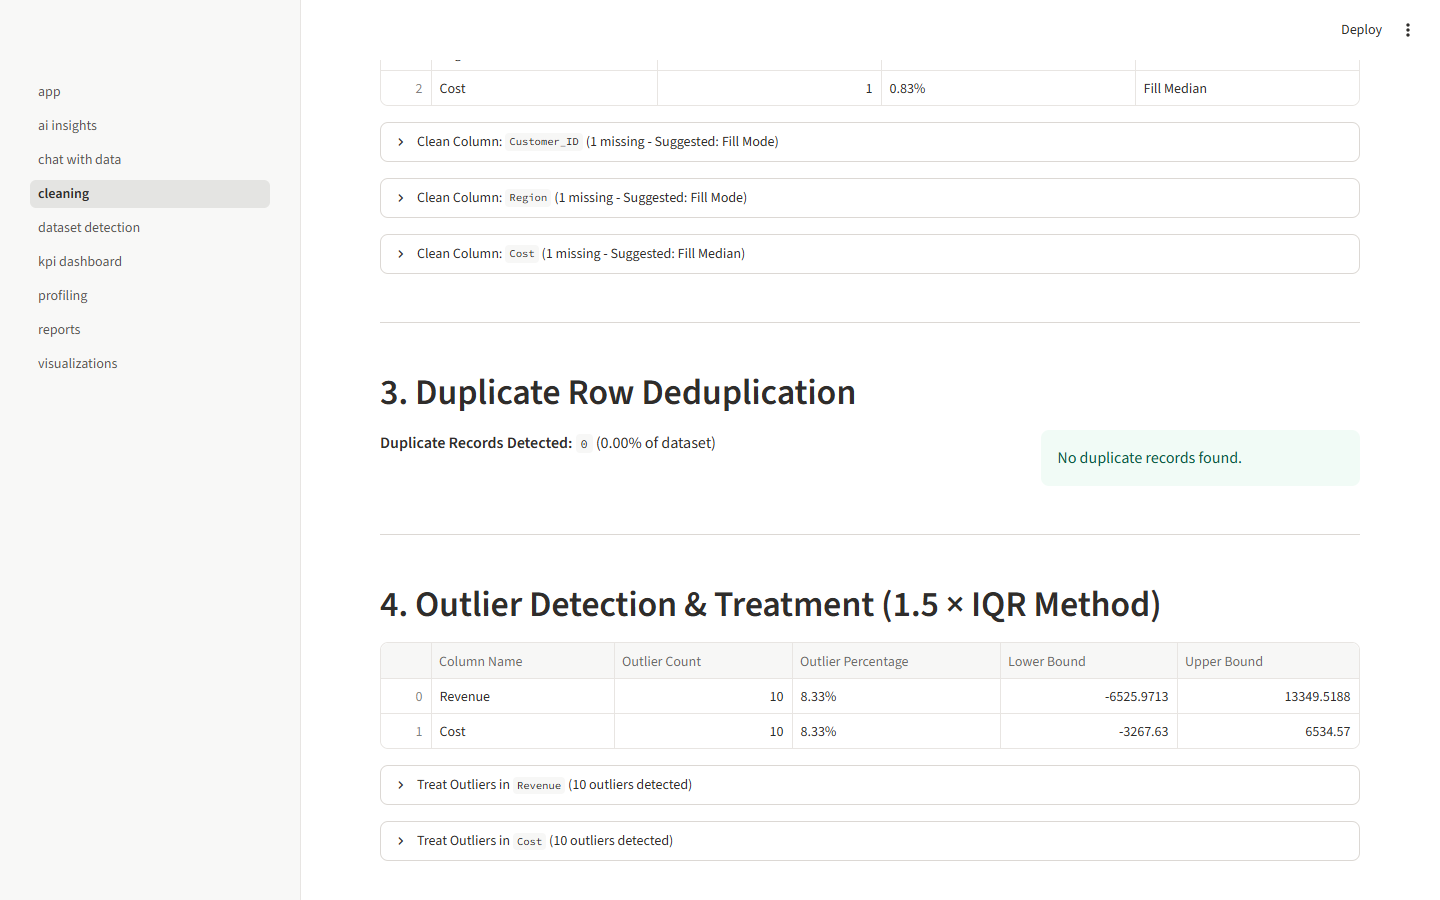 Deploy
app
ai insights
chat with data
cleaning
dataset detection
kpi dashboard
profiling
reports
visualizations
2 Cost 1 0.83% Fill Median
Clean Column: Customer_ID (1 missing - Suggested: Fill Mode)
Clean Column: Region (1 missing - Suggested: Fill Mode)
Clean Column: Cost (1 missing - Suggested: Fill Median)
3. Duplicate Row Deduplication
Duplicate Records Detected: 0 (0.00% of dataset)
No duplicate records found.
4. Outlier Detection & Treatment (1.5 × IQR Method)
Column Name Outlier Count Outlier Percentage Lower Bound Upper Bound
0 Revenue 10 8.33% -6525.9713 13349.5188
1 Cost 10 8.33% -3267.63 6534.57
Treat Outliers in Revenue (10 outliers detected)
Treat Outliers in Cost (10 outliers detected)